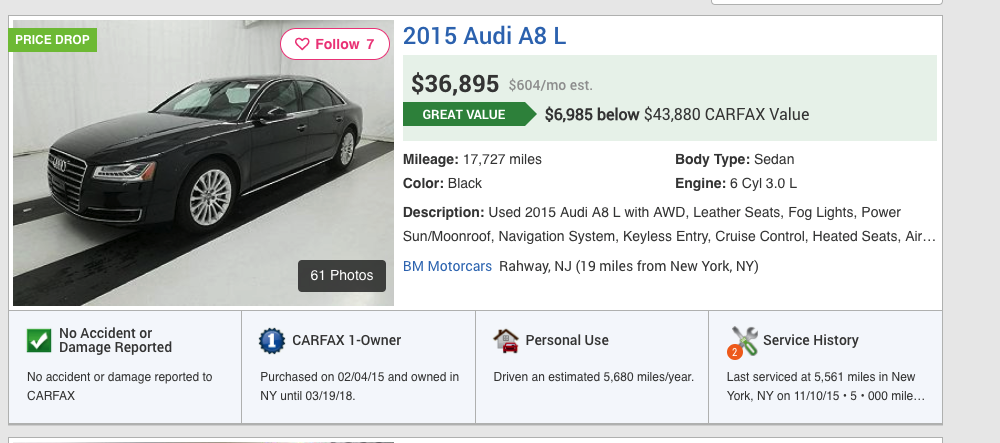 PRICE DROP
Follow 7
61 Photos
2015 Audi A8 L
$36,895 $604/mo est.
GREAT VALUE $6,985 below $43,880 CARFAX Value
Mileage: 17,727 miles Body Type: Sedan
Color: Black Engine: 6 Cyl 3.0 L
Description: Used 2015 Audi A8 L with AWD, Leather Seats, Fog Lights, Power
Sun/Moonroof, Navigation System, Keyless Entry, Cruise Control, Heated Seats, Air…
BM Motorcars Rahway, NJ (19 miles from New York, NY)
No Accident or
Damage Reported
No accident or damage reported to
CARFAX
1
CARFAX 1-Owner
Purchased on 02/04/15 and owned in
NY until 03/19/18.
Personal Use
Driven an estimated 5,680 miles/year.
2
Service History
Last serviced at 5,561 miles in New
York, NY on 11/10/15 • 5 • 000 mile…